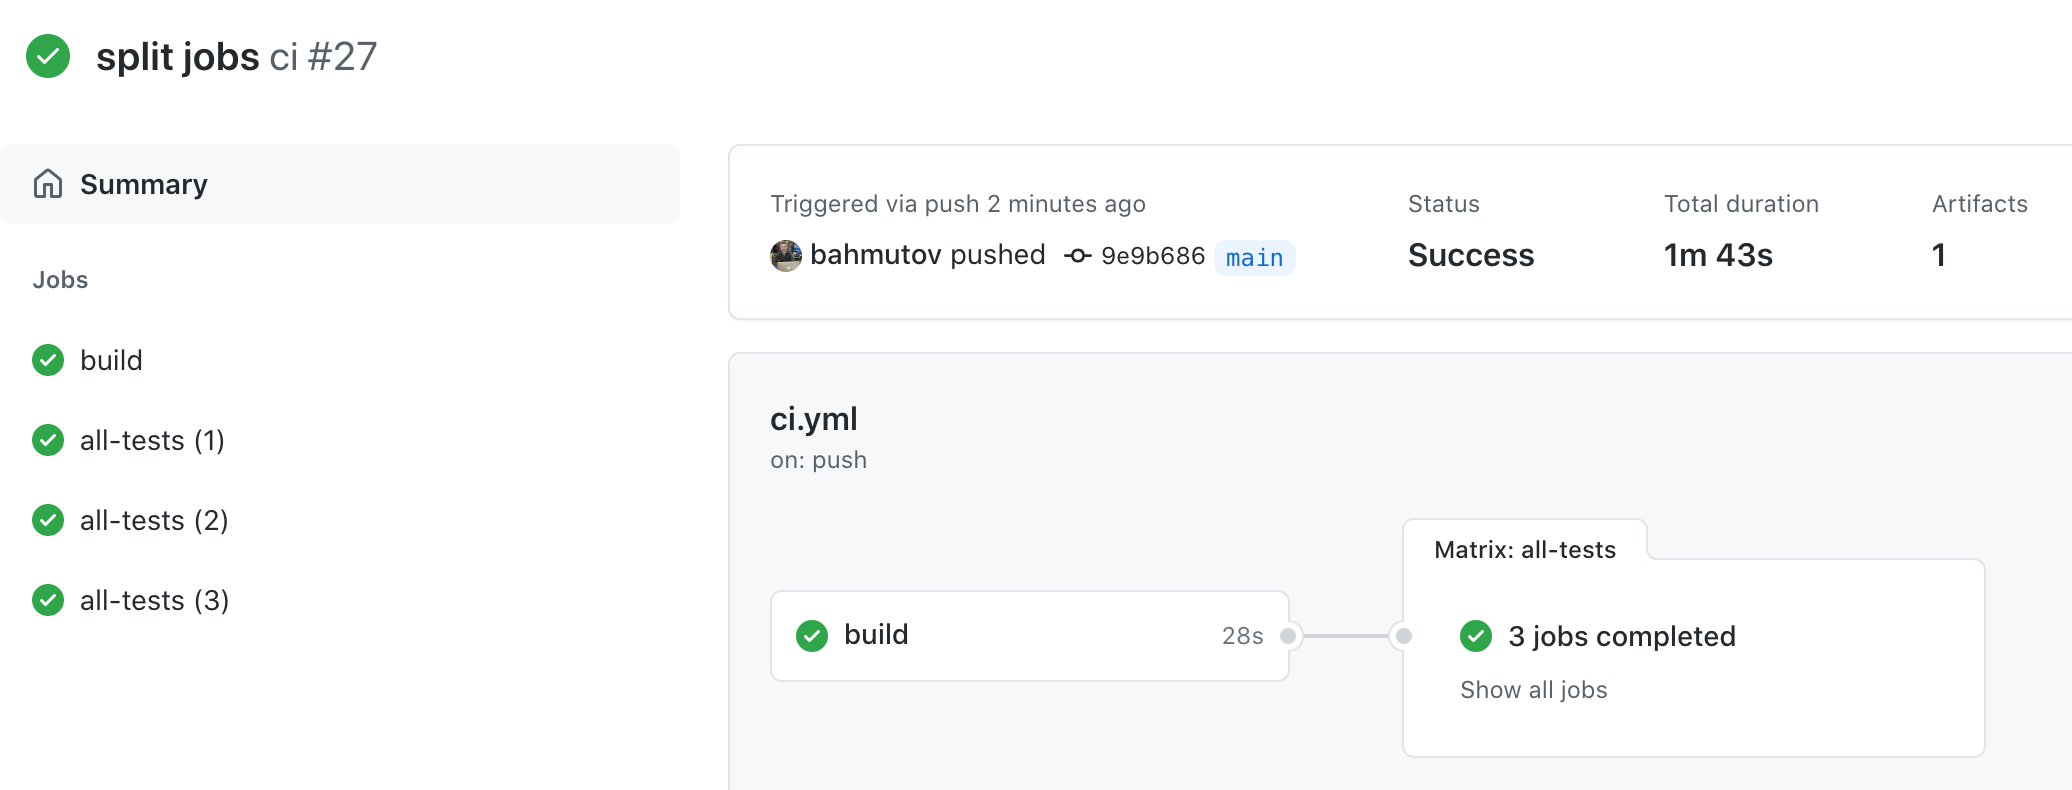 split jobs ci #27
Summary
Jobs
build
all-tests (1)
all-tests (2)
all-tests (3)
Triggered via push 2 minutes ago
bahmutov pushed 9e9b686 main
Status
Success
Total duration
1m 43s
Artifacts
1
ci.yml
on: push
build 28s
Matrix: all-tests
3 jobs completed
Show all jobs